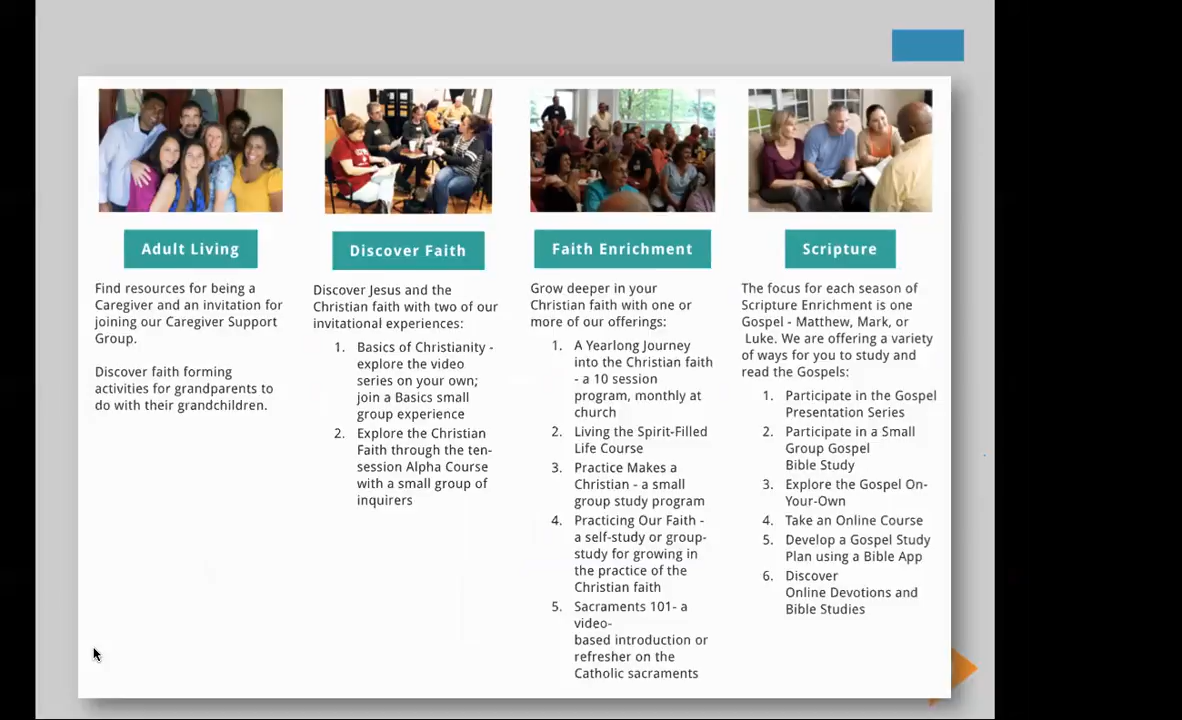 Adult Living
Find resources for being a
Caregiver and an invitation for
joining our Caregiver Support
Group.
Discover faith forming
activities for grandparents to
do with their grandchildren.
Discover Faith
Discover Jesus and the
Christian faith with two of our
invitational experiences:
1. Basics of Christianity -
explore the video
series on your own;
join a Basics small
group experience
2. Explore the Christian
Faith through the ten-
session Alpha Course
with a small group of
inquirers
Faith Enrichment
Grow deeper in your
Christian faith with one or
more of our offerings:
1. A Yearlong Journey
into the Christian faith
- a 10 session
program, monthly at
church
2. Living the Spirit-Filled
Life Course
3. Practice Makes a
Christian - a small
group study program
4. Practicing Our Faith -
a self-study or group-
study for growing in
the practice of the
Christian faith
5. Sacraments 101- a
video-
based introduction or
refresher on the
Catholic sacraments
Scripture
The focus for each season of
Scripture Enrichment is one
Gospel - Matthew, Mark, or
Luke. We are offering a variety
of ways for you to study and
read the Gospels:
1. Participate in the Gospel
Presentation Series
2. Participate in a Small
Group Gospel
Bible Study
3. Explore the Gospel On-
Your-Own
4. Take an Online Course
5. Develop a Gospel Study
Plan using a Bible App
6. Discover
Online Devotions and
Bible Studies